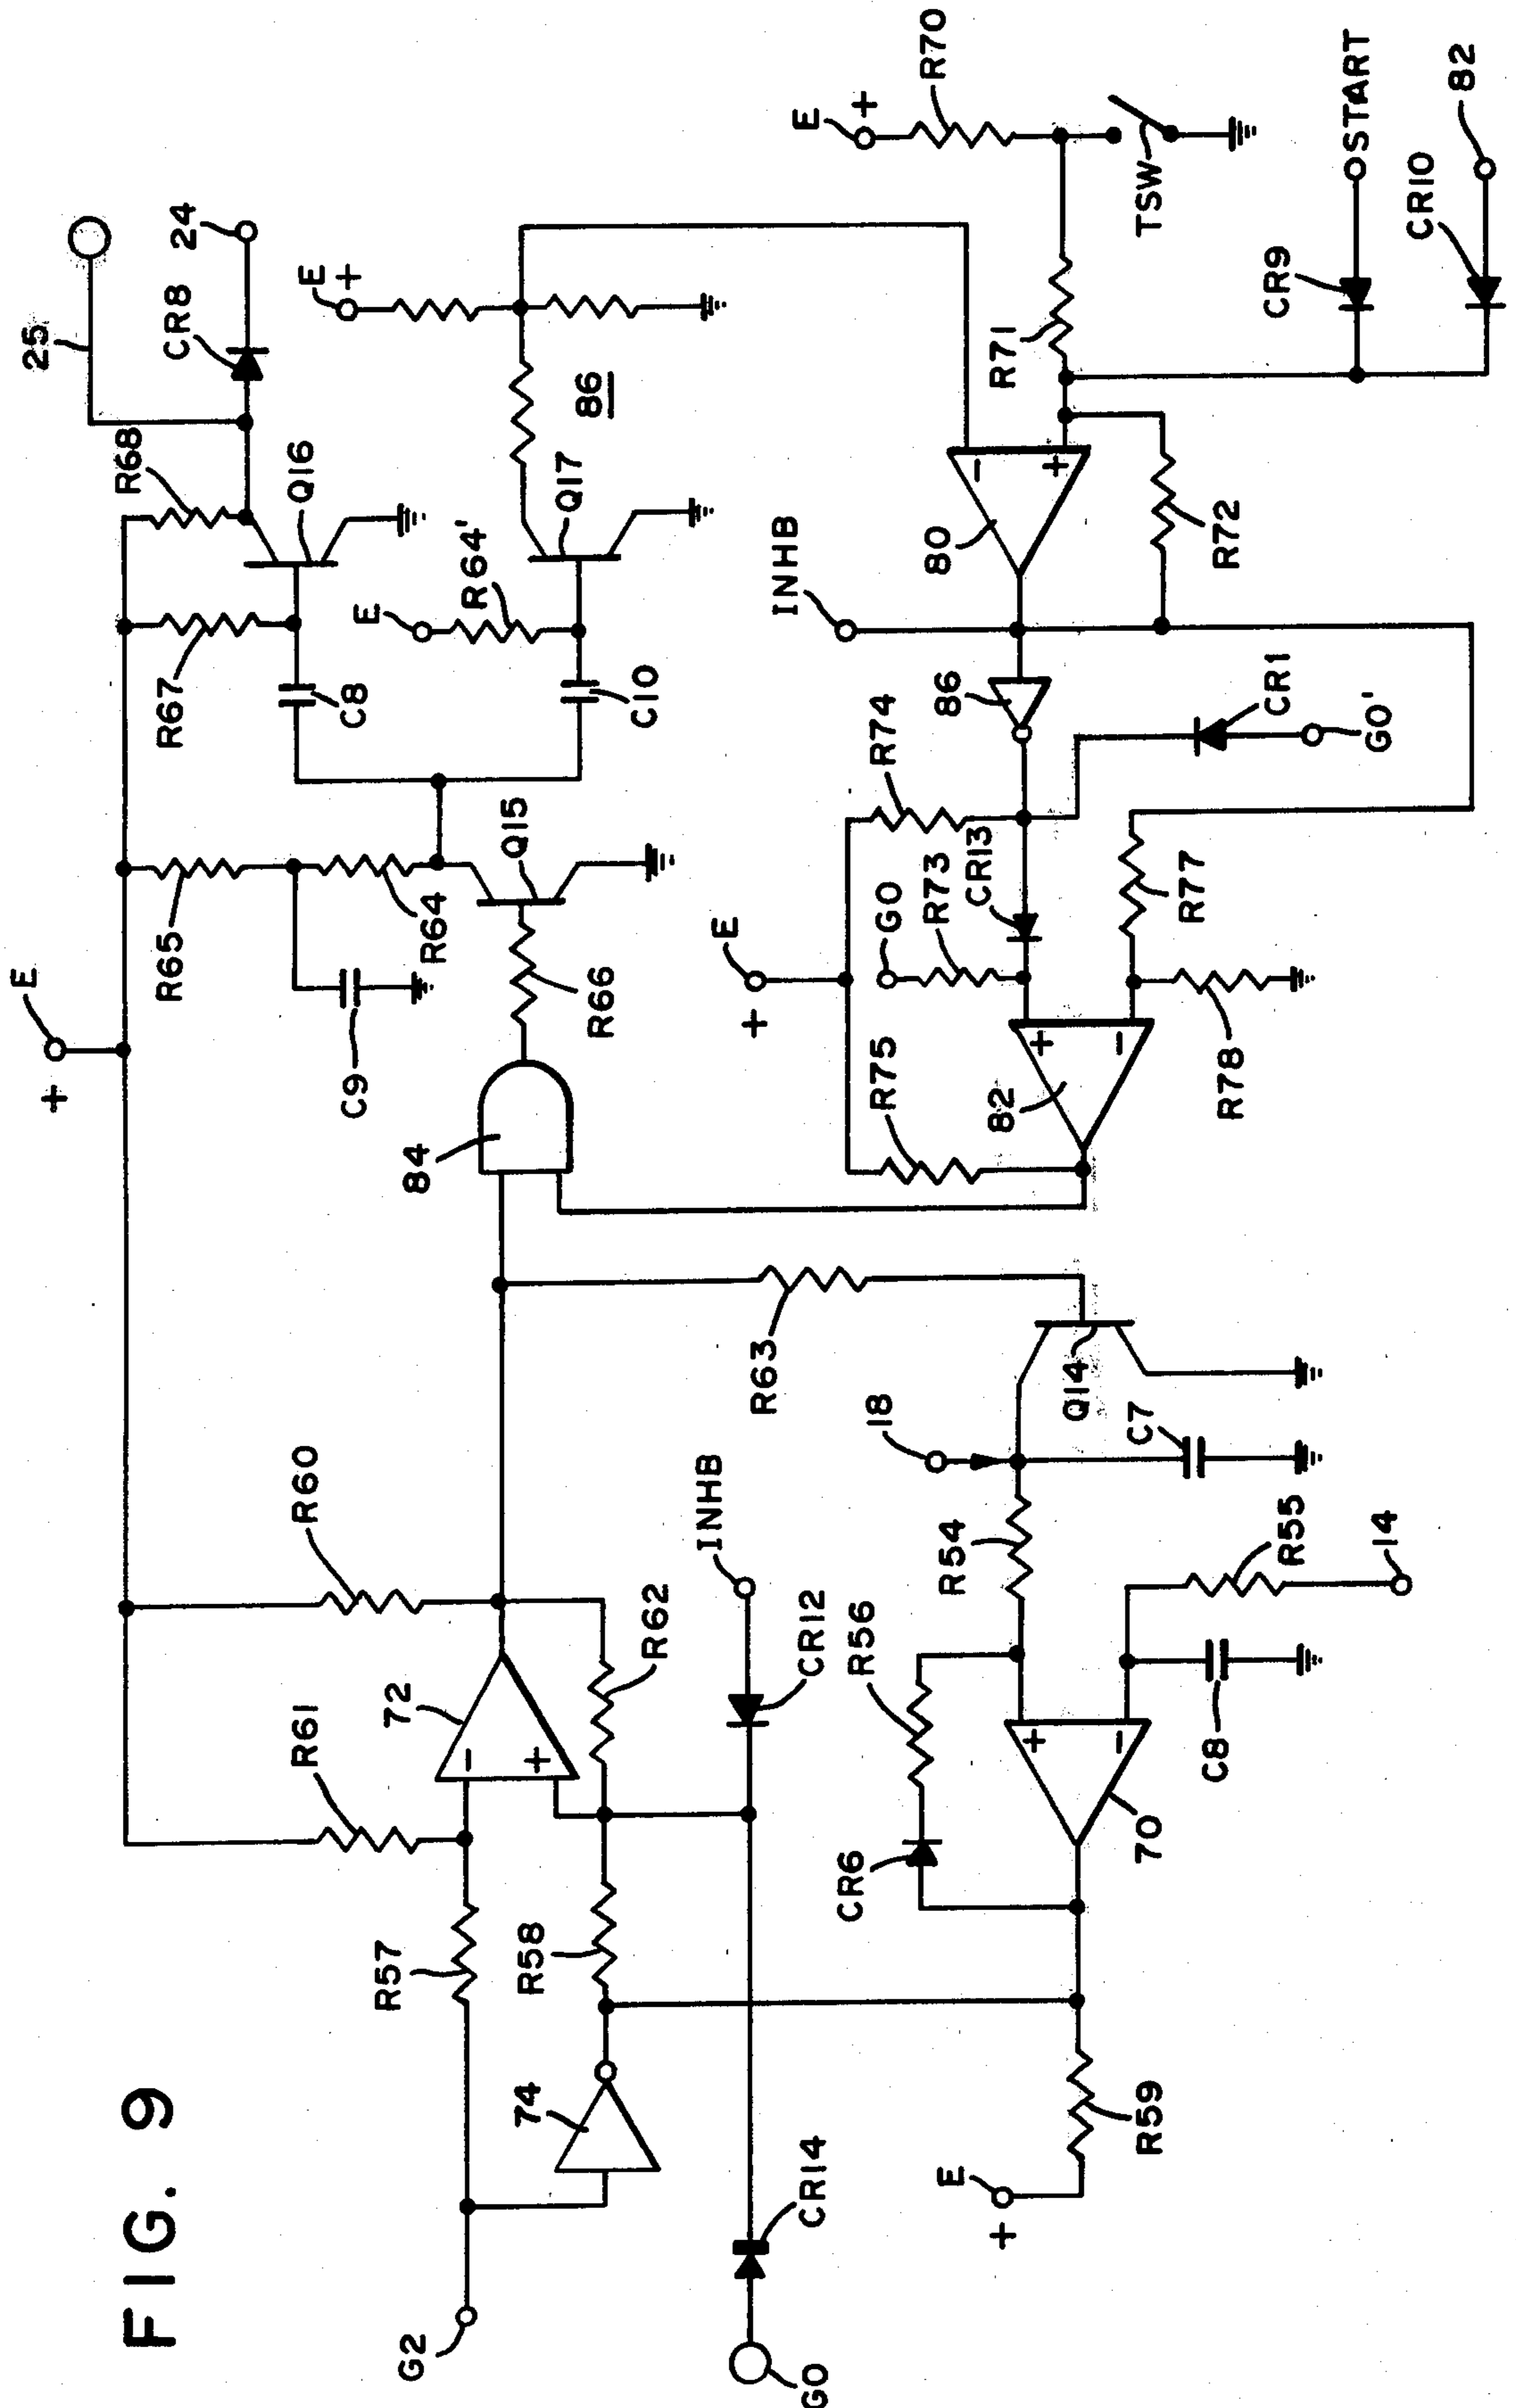 FIG. 9
E
+
25
24
CR8
R68
Q16
R67
C8
R65
R64
C9
Q15
R66
84
E
+
86
E
R64'
Q17
C10
R60
R61
72
-
+
R62
R57
R58
G2
74
INHB
CR12
CR14
GO
R63
18
Q14
C7
R54
R56
R55
14
CR6
+
-
C8
70
R59
E
+
E
+
R75
GO
R73
R74
CR13
82
+
-
R78
R77
86
CR1
GO'
INHB
80
-
+
R72
R71
E
+
R70
TSW
CR9
START
CR10
82